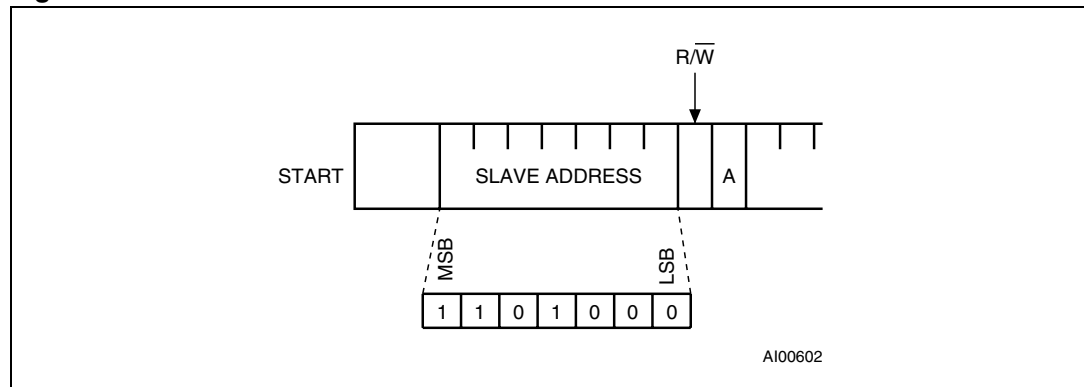 R/W̅
START
SLAVE ADDRESS
A
MSB
LSB
1 1 0 1 0 0 0
AI00602